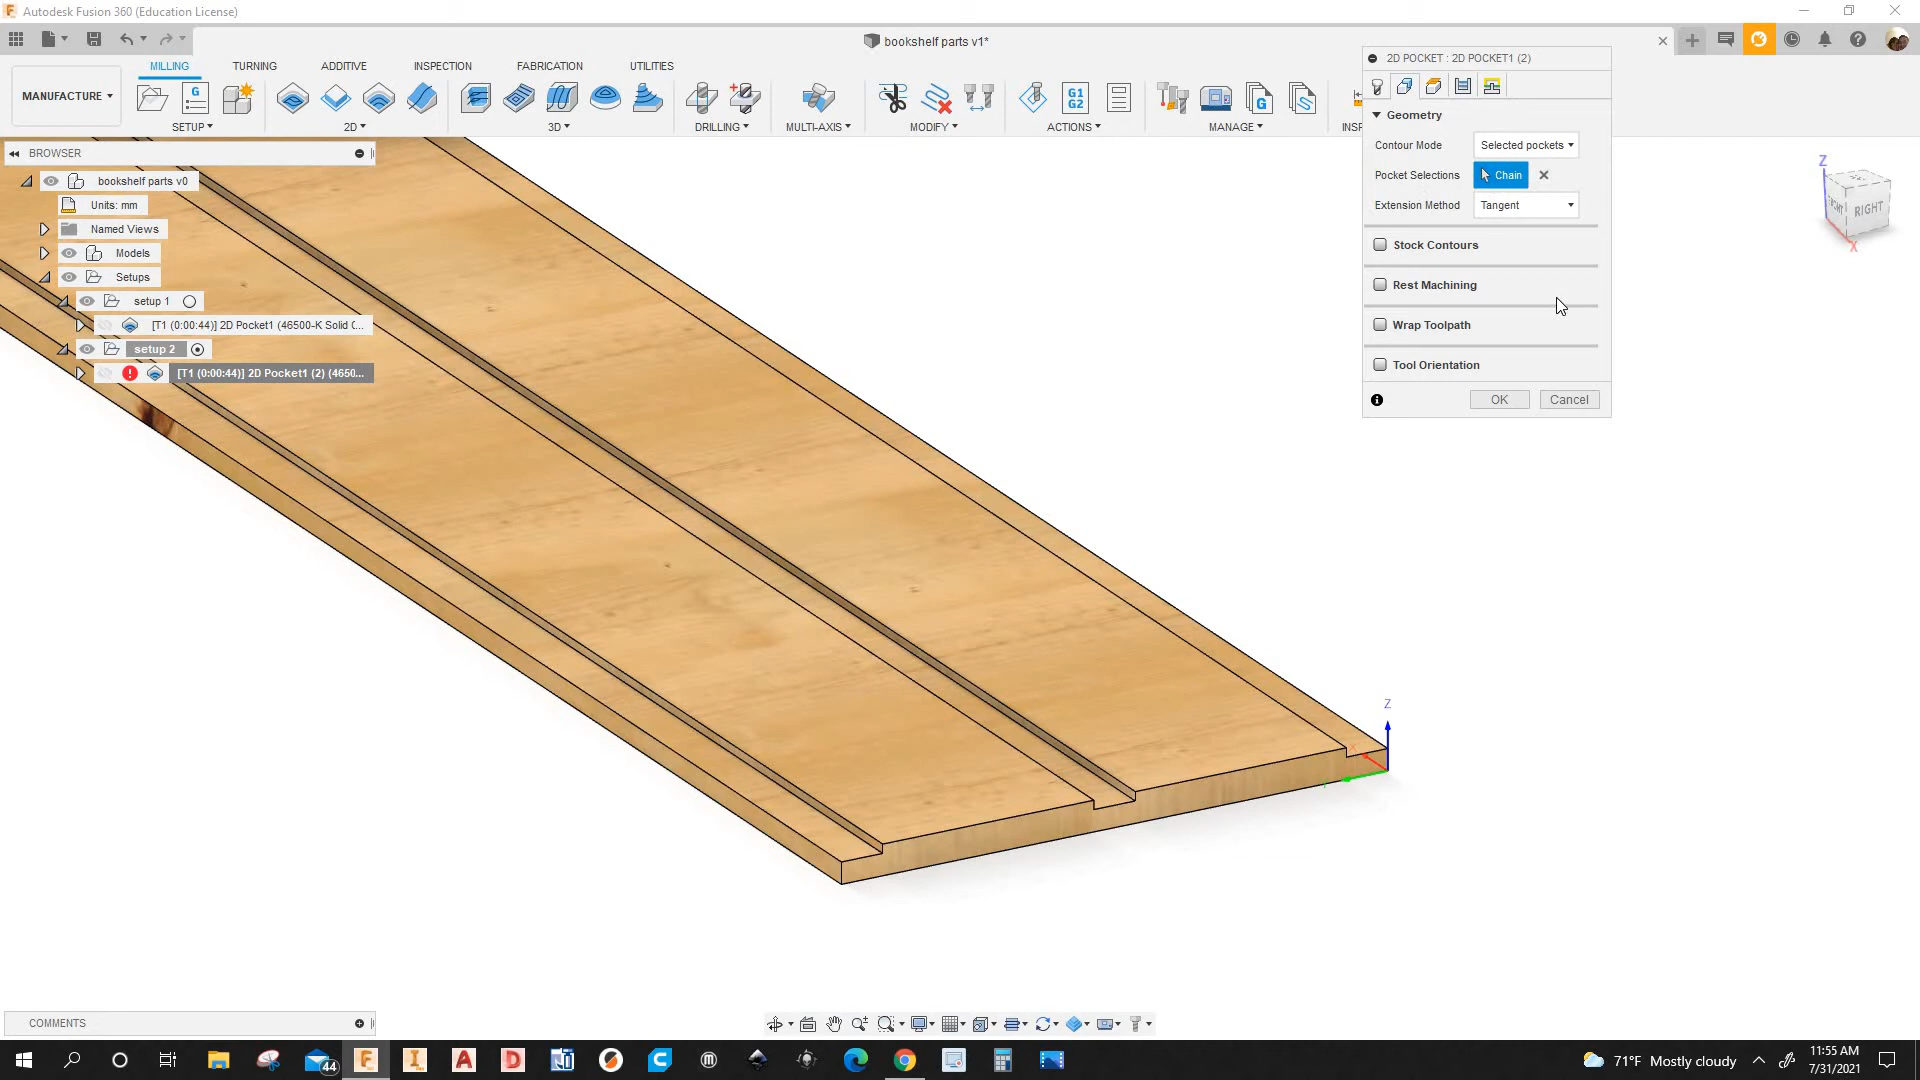 Autodesk Fusion 360 (Education License)
bookshelf parts v1*
MANUFACTURE
MILLING
TURNING
ADDITIVE
INSPECTION
FABRICATION
UTILITIES
G
G1
G2
G
SETUP
2D
3D
DRILLING
MULTI-AXIS
MODIFY
ACTIONS
MANAGE
INSP
BROWSER
bookshelf parts v0
Units: mm
Named Views
Models
Setups
setup 1
[T1 (0:00:44)] 2D Pocket1 (46500-K Solid C...
setup 2
[T1 (0:00:44)] 2D Pocket1 (2) (4650...
2D POCKET : 2D POCKET1 (2)
Geometry
Contour Mode Selected pockets
Pocket Selections Chain
Extension Method Tangent
Stock Contours
Rest Machining
Wrap Toolpath
Tool Orientation
OK Cancel
Z
RIGHT
X
Z
X
COMMENTS
44
71°F Mostly cloudy
11:55 AM
7/31/2021